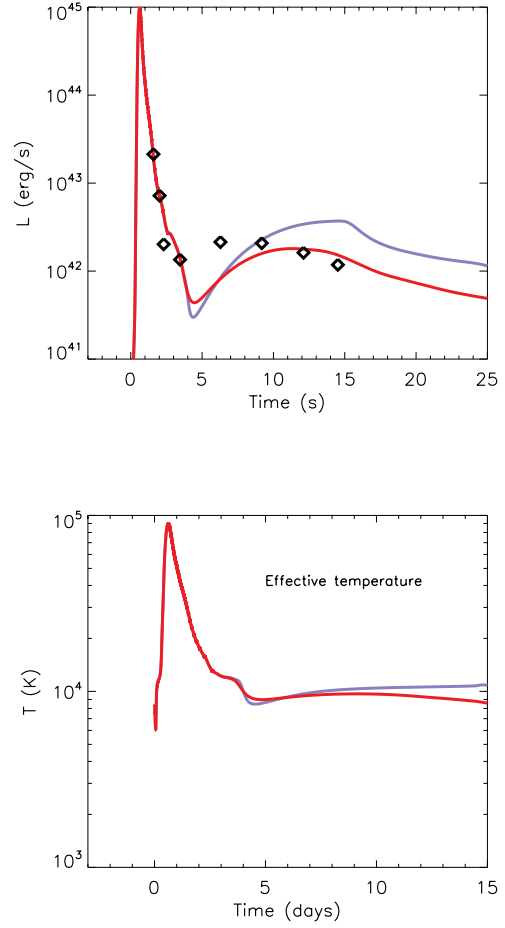 10^45
10^44
10^43
10^42
10^41
L (erg/s)
0 5 10 15 20 25
Time (s)
10^5
Effective temperature
10^4
10^3
T (K)
0 5 10 15
Time (days)